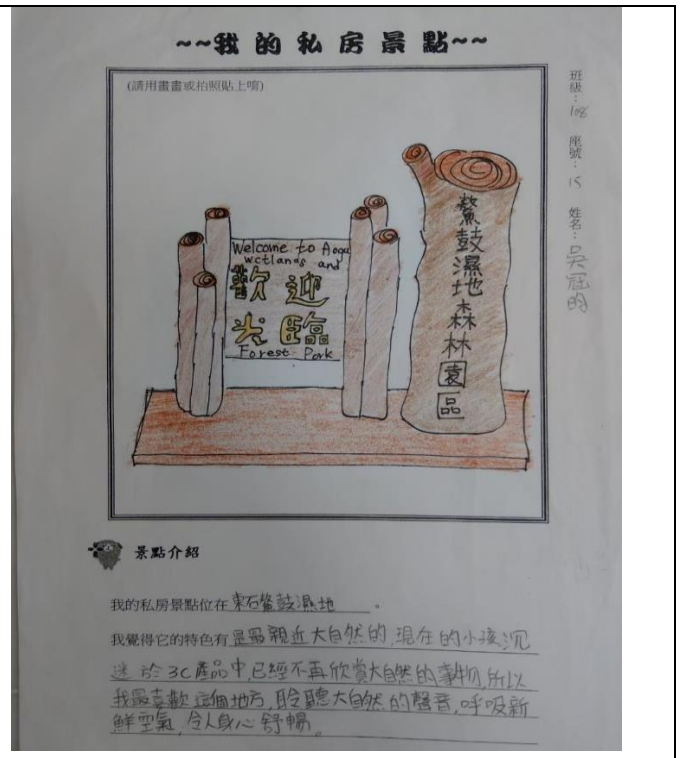 ~~我的私房景點~~
(請用畫畫或拍照貼上唷)
班級：108 座號：15 姓名：吳冠昀
Welcome to Aogu
wetlands and
歡迎
光臨
Forest Park
鰲鼓濕地森林園區
景點介紹
我的私房景點位在東石鰲鼓濕地。
我覺得它的特色有是最親近大自然的,現在的小孩沉
迷於3C產品中,已經不再欣賞大自然的事物,所以
我最喜歡這個地方,聆聽大自然的聲音,呼吸新
鮮空氣,令人身心舒暢。